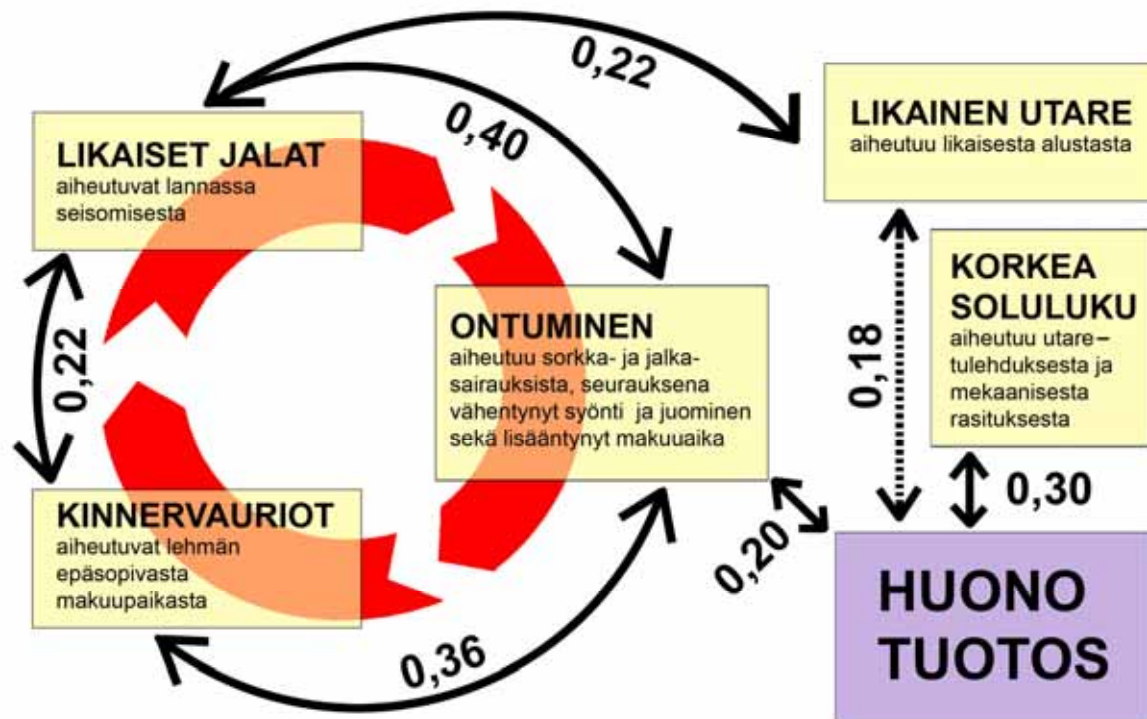 0,22
0,40
LIKAISET JALAT
aiheutuvat lannassa
seisomisesta
LIKAINEN UTARE
aiheutuu likaisesta alustasta
0,22
ONTUMINEN
aiheutuu sorkka- ja jalka-
sairauksista, seurauksena
vähentynyt syönti ja juominen
sekä lisääntynyt makuuaika
0,18
KORKEA
SOLULUKU
aiheutuu utare–
tulehduksesta ja
mekaanisesta
rasituksesta
KINNERVAURIOT
aiheutuvat lehmän
epäsopivasta
makuupaikasta
0,36
0,20
0,30
HUONO
TUOTOS